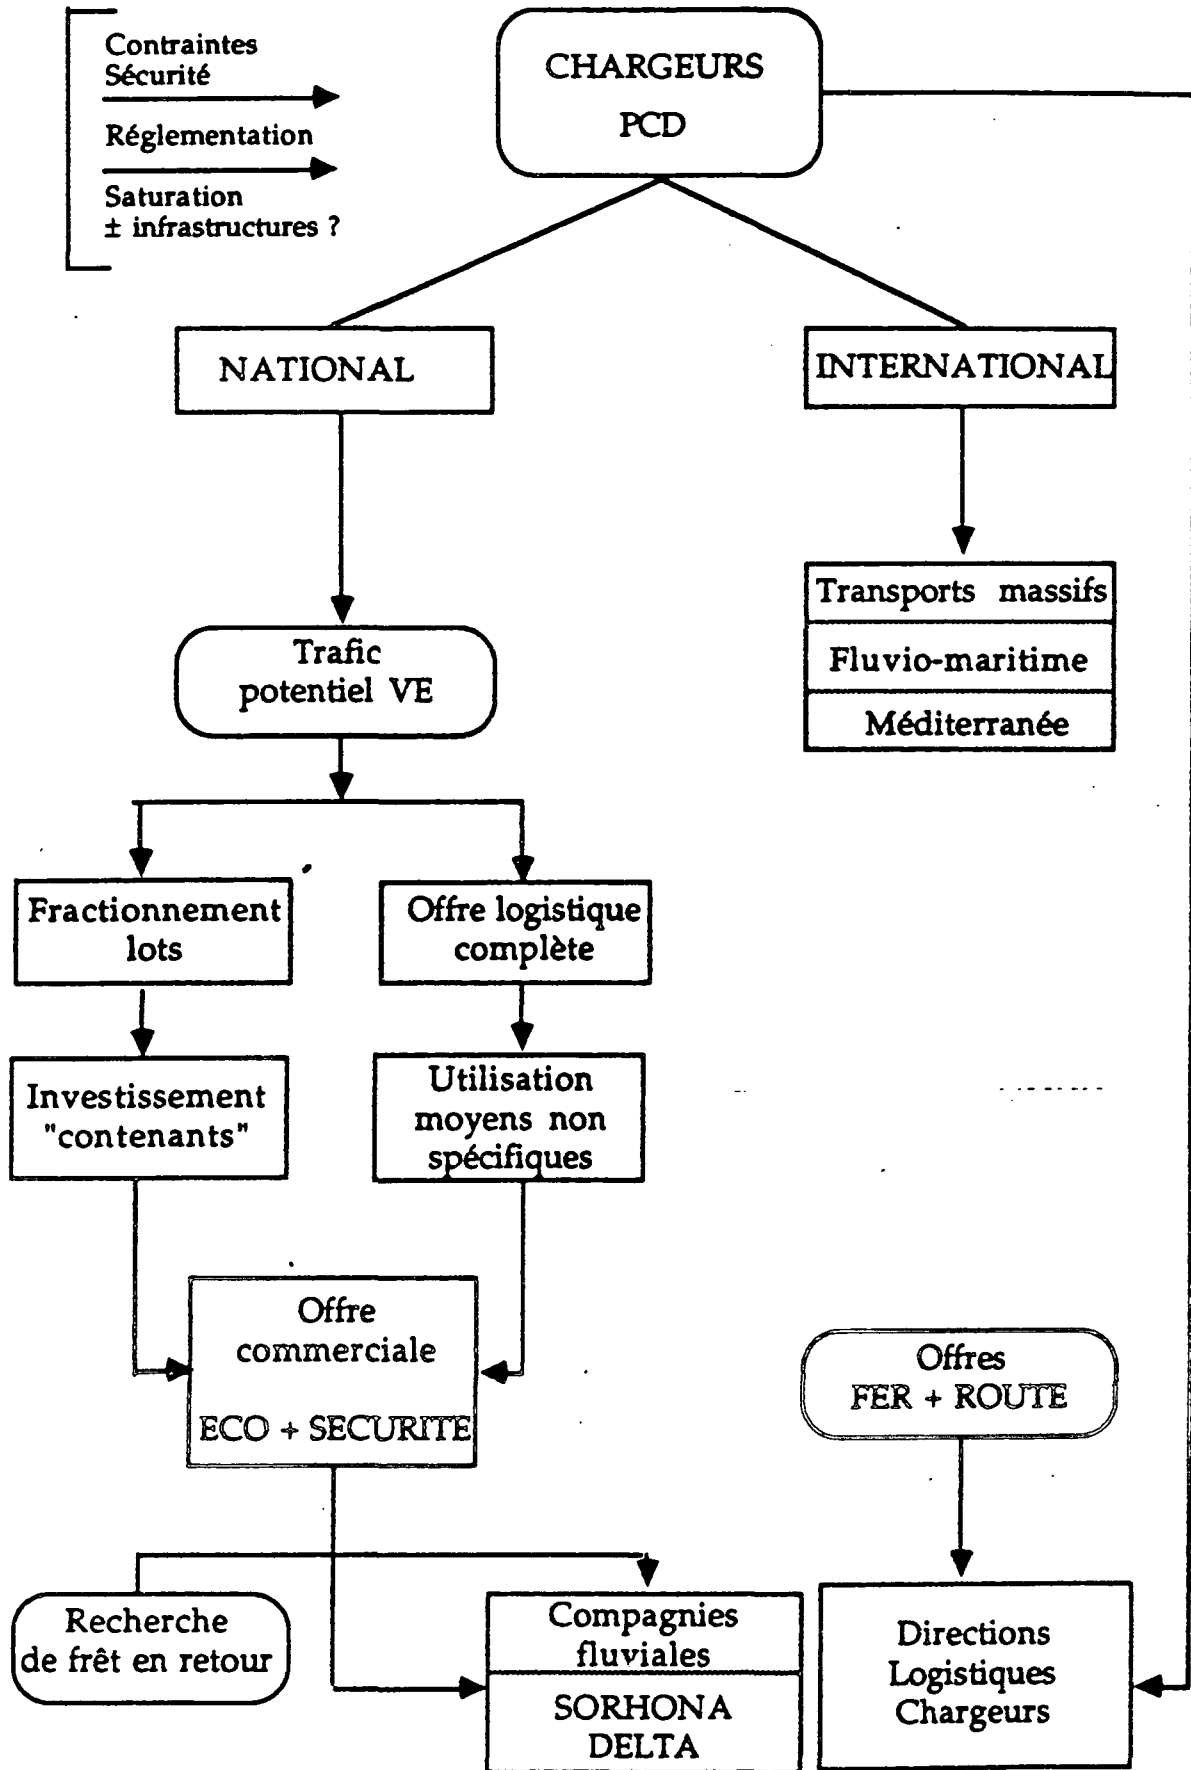 Contraintes
Sécurité
Réglementation
Saturation
± infrastructures ?
CHARGEURS
PCD
NATIONAL
INTERNATIONAL
Transports massifs
Fluvio-maritime
Méditerranée
Trafic
potentiel VE
Fractionnement
lots
Offre logistique
complète
Investissement
"contenants"
Utilisation
moyens non
spécifiques
Offre
commerciale
ECO + SECURITE
Offres
FER + ROUTE
Recherche
de frêt en retour
Compagnies
fluviales
SORHONA
DELTA
Directions
Logistiques
Chargeurs